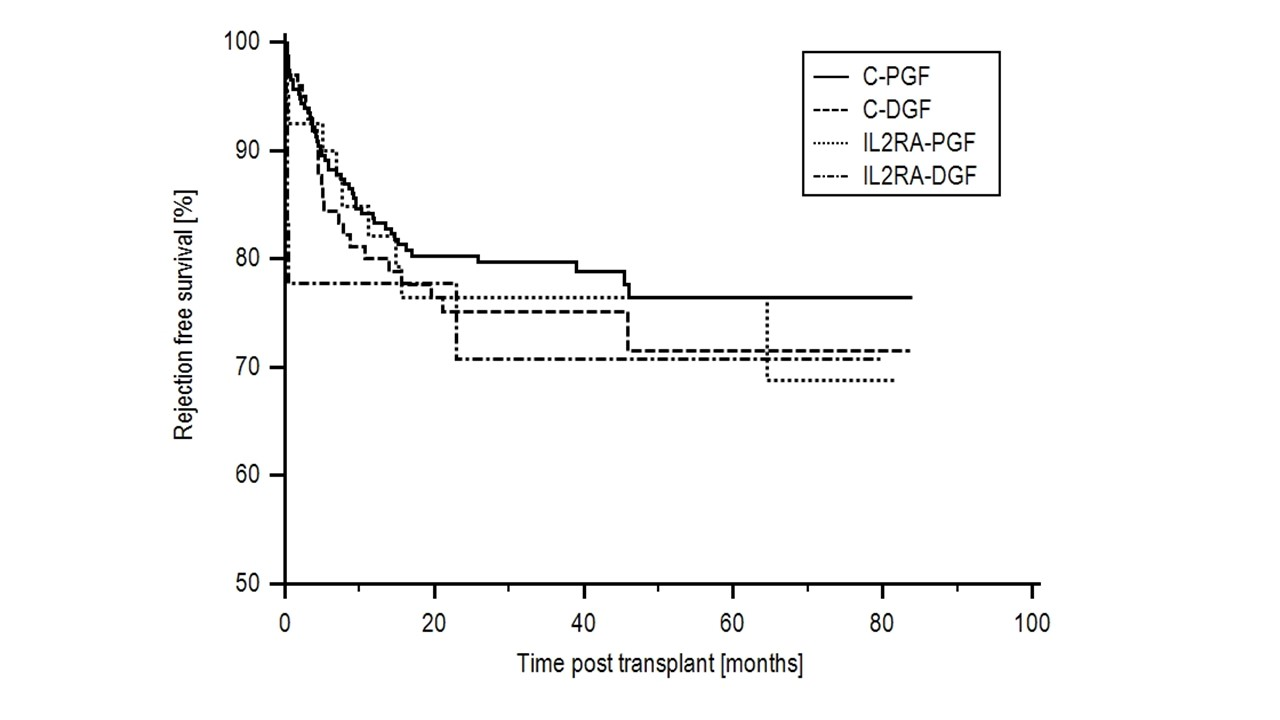 100
90
80
70
60
50
Rejection free survival [%]
C-PGF
C-DGF
IL2RA-PGF
IL2RA-DGF
0 20 40 60 80 100
Time post transplant [months]